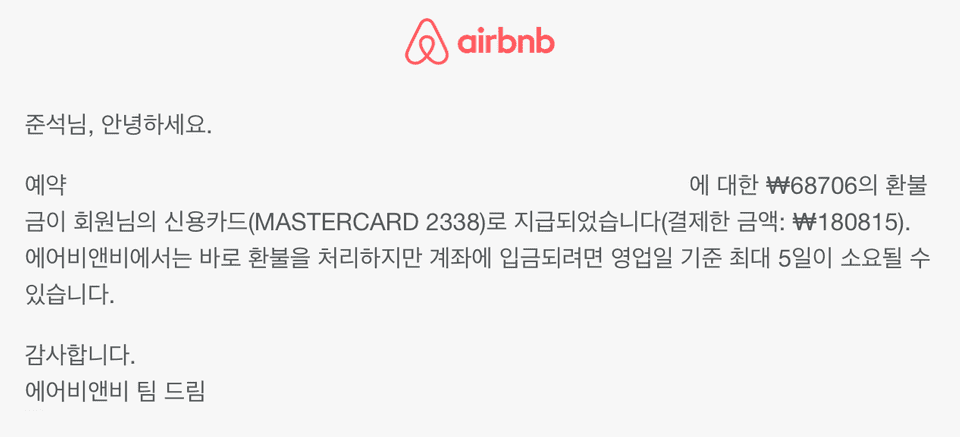 airbnb
준석님, 안녕하세요.
예약 에 대한 ₩68706의 환불
금이 회원님의 신용카드(MASTERCARD 2338)로 지급되었습니다(결제한 금액: ₩180815).
에어비앤비에서는 바로 환불을 처리하지만 계좌에 입금되려면 영업일 기준 최대 5일이 소요될 수
있습니다.
감사합니다.
에어비앤비 팀 드림